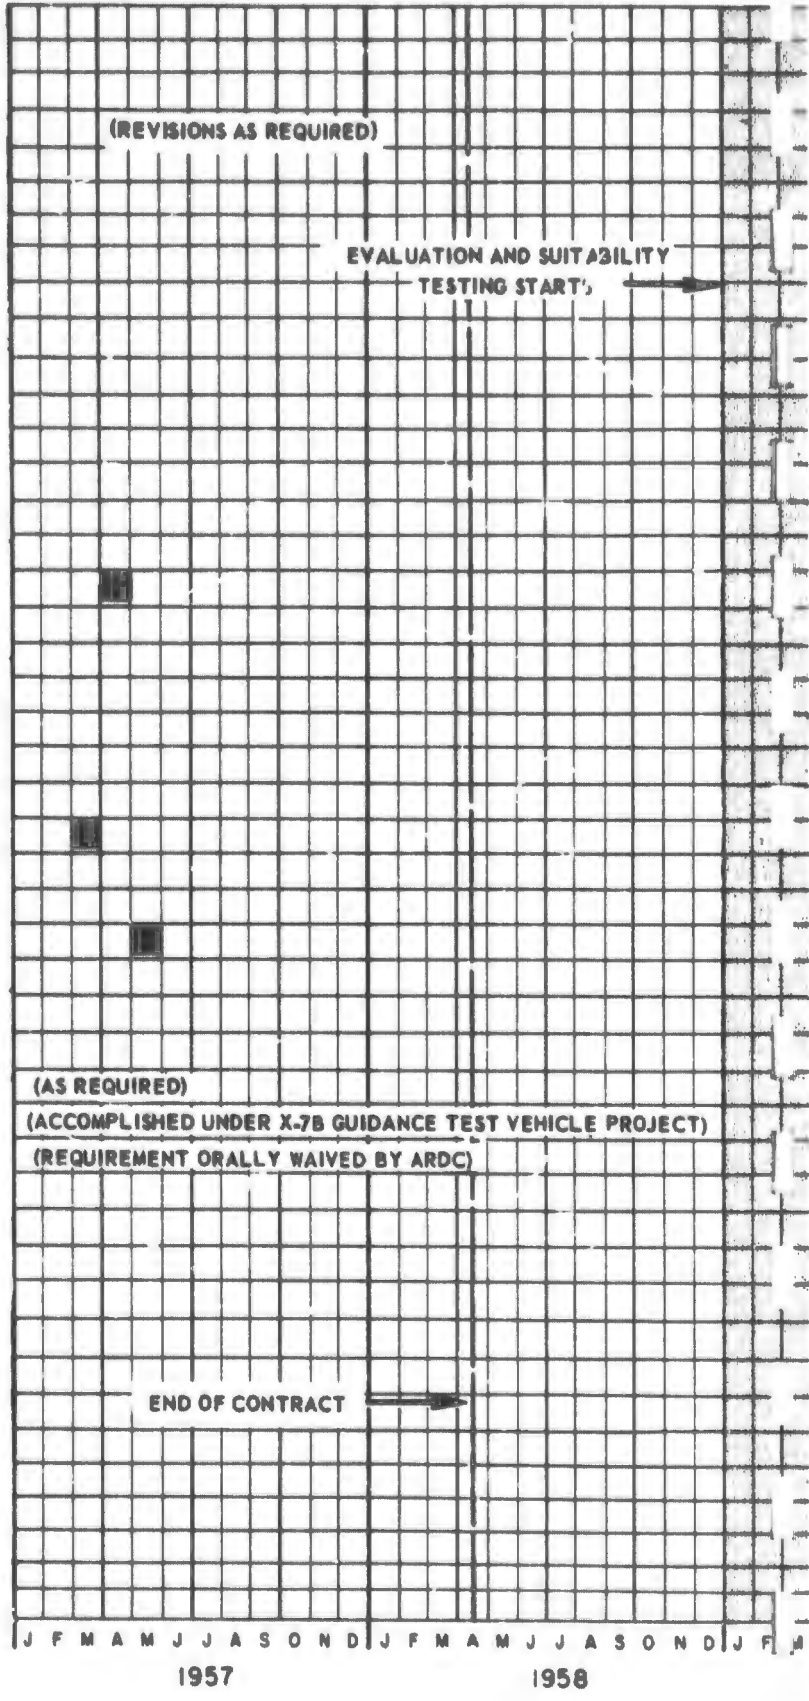 (REVISIONS AS REQUIRED)
EVALUATION AND SUITABILITY
TESTING START
(AS REQUIRED)
(ACCOMPLISHED UNDER X-7B GUIDANCE TEST VEHICLE PROJECT)
(REQUIREMENT ORALLY WAIVED BY ARDC)
END OF CONTRACT
J F M A M J J A S O N D J F M A M J J A S O N D J F M
1957 1958